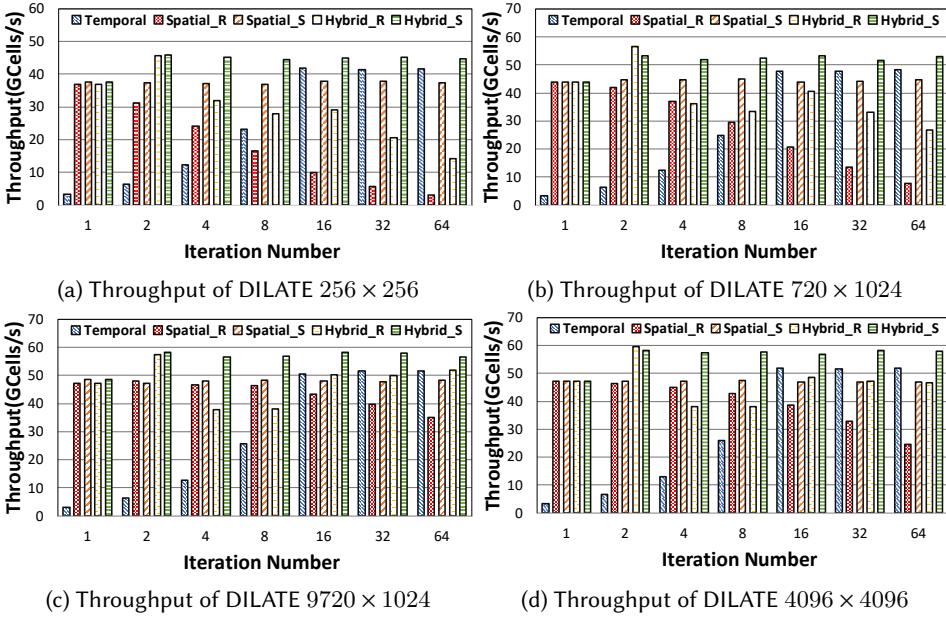 60
50
40
30
20
10
0
Throughput(GCells/s)
Temporal Spatial_R Spatial_S Hybrid_R Hybrid_S
1 2 4 8 16 32 64
Iteration Number
(a) Throughput of DILATE 256 × 256
70
60
50
40
30
20
10
0
Throughput(GCells/s)
Temporal Spatial_R Spatial_S Hybrid_R Hybrid_S
1 2 4 8 16 32 64
Iteration Number
(b) Throughput of DILATE 720 × 1024
70
60
50
40
30
20
10
0
Throughput(GCells/s)
Temporal Spatial_R Spatial_S Hybrid_R Hybrid_S
1 2 4 8 16 32 64
Iteration Number
(c) Throughput of DILATE 9720 × 1024
70
60
50
40
30
20
10
0
Throughput(GCells/s)
Temporal Spatial_R Spatial_S Hybrid_R Hybrid_S
1 2 4 8 16 32 64
Iteration Number
(d) Throughput of DILATE 4096 × 4096